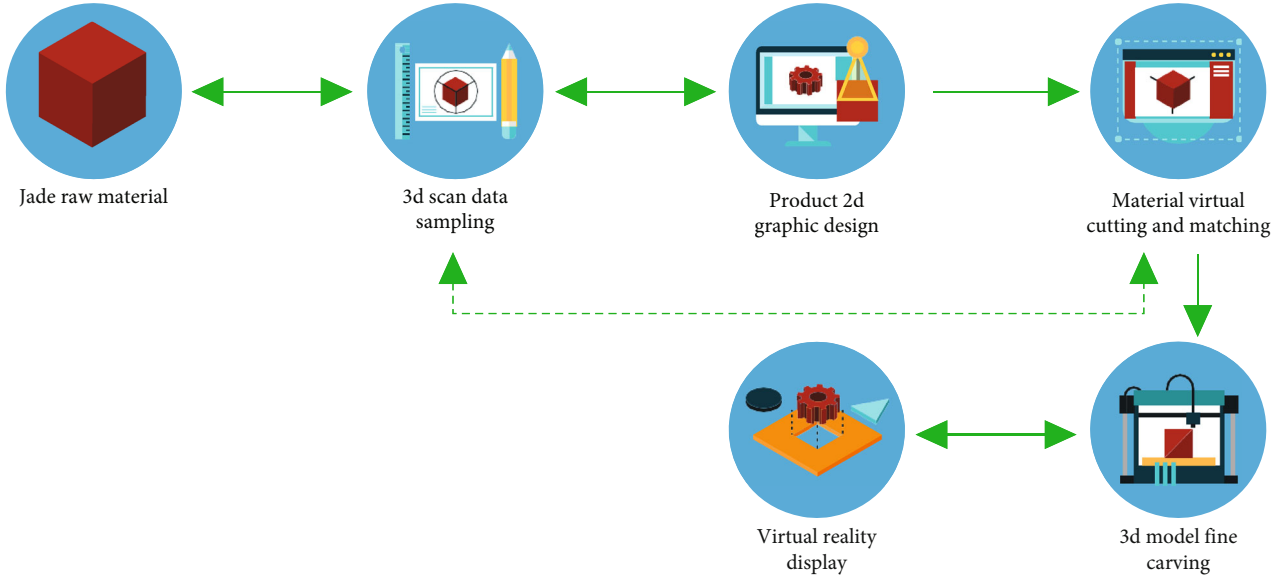 Jade raw material
3d scan data
sampling
Product 2d
graphic design
Material virtual
cutting and matching
Virtual reality
display
3d model fine
carving